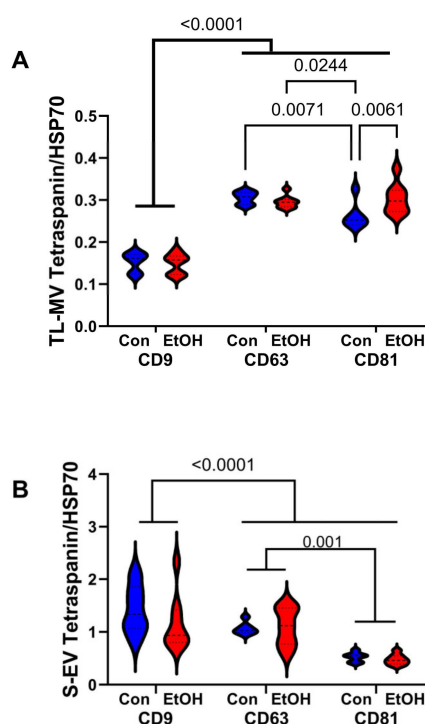 A
<0.0001
0.0244
0.0071 0.0061
TL-MV Tetraspanin/HSP70
0.5
0.4
0.3
0.2
0.1
0.0
Con EtOH Con EtOH Con EtOH
CD9 CD63 CD81
B
<0.0001
0.001
S-EV Tetraspanin/HSP70
4
3
2
1
0
Con EtOH Con EtOH Con EtOH
CD9 CD63 CD81